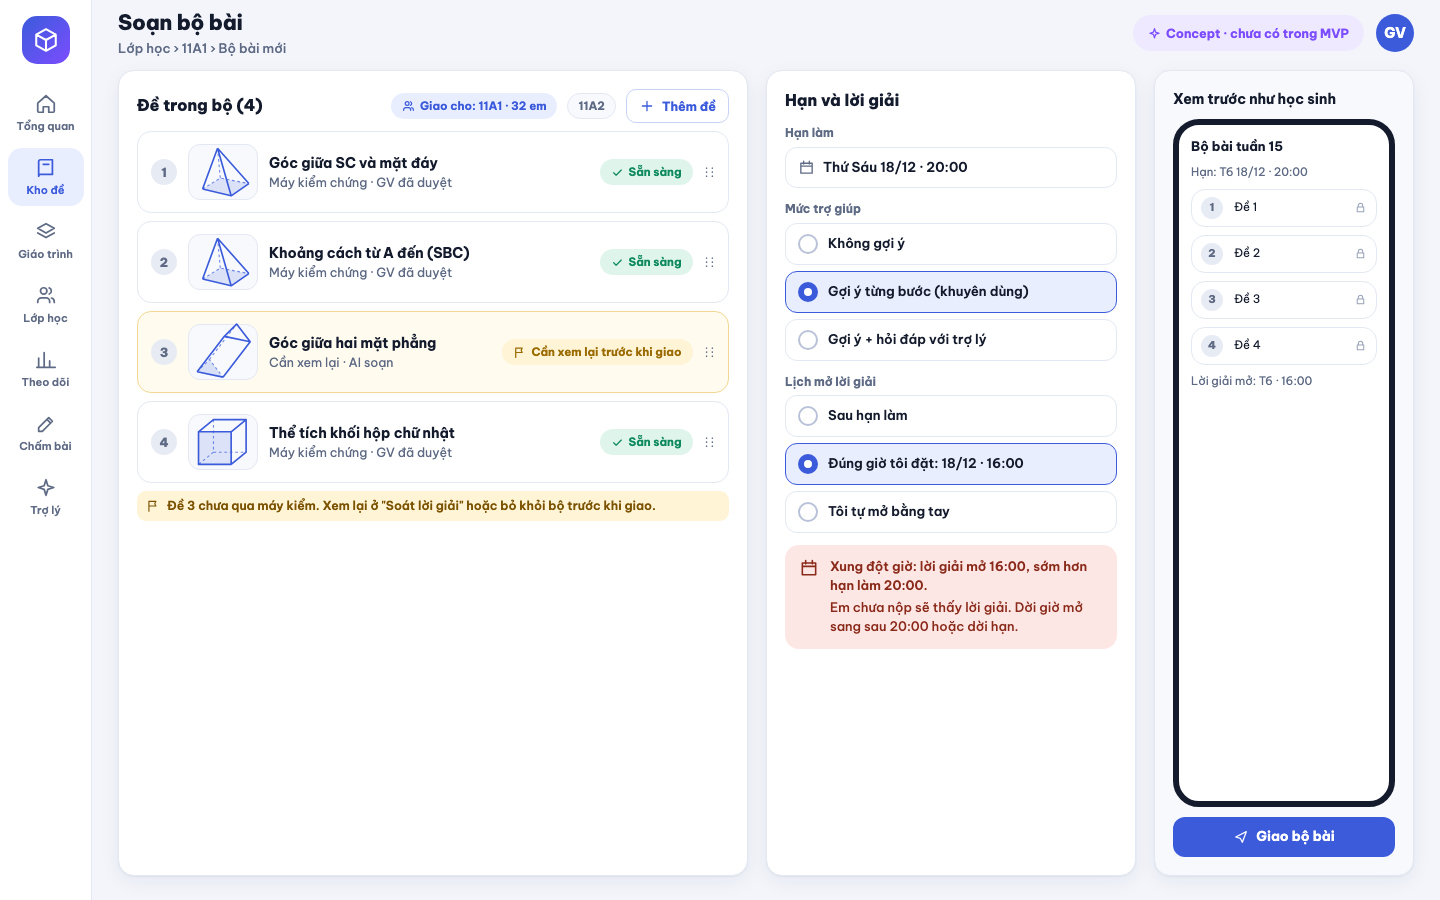 Soạn bộ bài
Lớp học › 11A1 › Bộ bài mới
Concept · chưa có trong MVP
GV
Tổng quan
Kho đề
Giáo trình
Lớp học
Theo dõi
Chấm bài
Trợ lý
Đề trong bộ (4)
Giao cho: 11A1 · 32 em
11A2
Thêm đề
1
Góc giữa SC và mặt đáy
Máy kiểm chứng · GV đã duyệt
Sẵn sàng
2
Khoảng cách từ A đến (SBC)
Máy kiểm chứng · GV đã duyệt
Sẵn sàng
3
Góc giữa hai mặt phẳng
Cần xem lại · AI soạn
Cần xem lại trước khi giao
4
Thể tích khối hộp chữ nhật
Máy kiểm chứng · GV đã duyệt
Sẵn sàng
Đề 3 chưa qua máy kiểm. Xem lại ở "Soát lời giải" hoặc bỏ khỏi bộ trước khi giao.
Hạn và lời giải
Hạn làm
Thứ Sáu 18/12 · 20:00
Mức trợ giúp
Không gợi ý
Gợi ý từng bước (khuyên dùng)
Gợi ý + hỏi đáp với trợ lý
Lịch mở lời giải
Sau hạn làm
Đúng giờ tôi đặt: 18/12 · 16:00
Tôi tự mở bằng tay
Xung đột giờ: lời giải mở 16:00, sớm hơn
hạn làm 20:00.
Em chưa nộp sẽ thấy lời giải. Dời giờ mở
sang sau 20:00 hoặc dời hạn.
Xem trước như học sinh
Bộ bài tuần 15
Hạn: T6 18/12 · 20:00
1 Đề 1
2 Đề 2
3 Đề 3
4 Đề 4
Lời giải mở: T6 · 16:00
Giao bộ bài